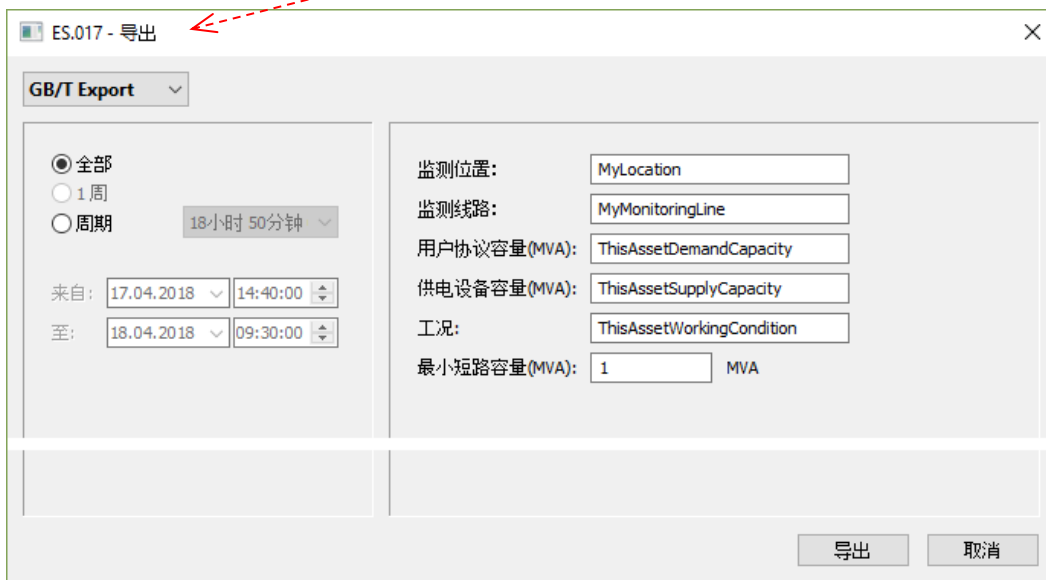 ES.017 - 导出
GB/T Export
全部
1周
周期 18小时 50分钟
来自: 17.04.2018 14:40:00
至: 18.04.2018 09:30:00
监测位置: MyLocation
监测线路: MyMonitoringLine
用户协议容量(MVA): ThisAssetDemandCapacity
供电设备容量(MVA): ThisAssetSupplyCapacity
工况: ThisAssetWorkingCondition
最小短路容量(MVA): 1 MVA
导出 取消